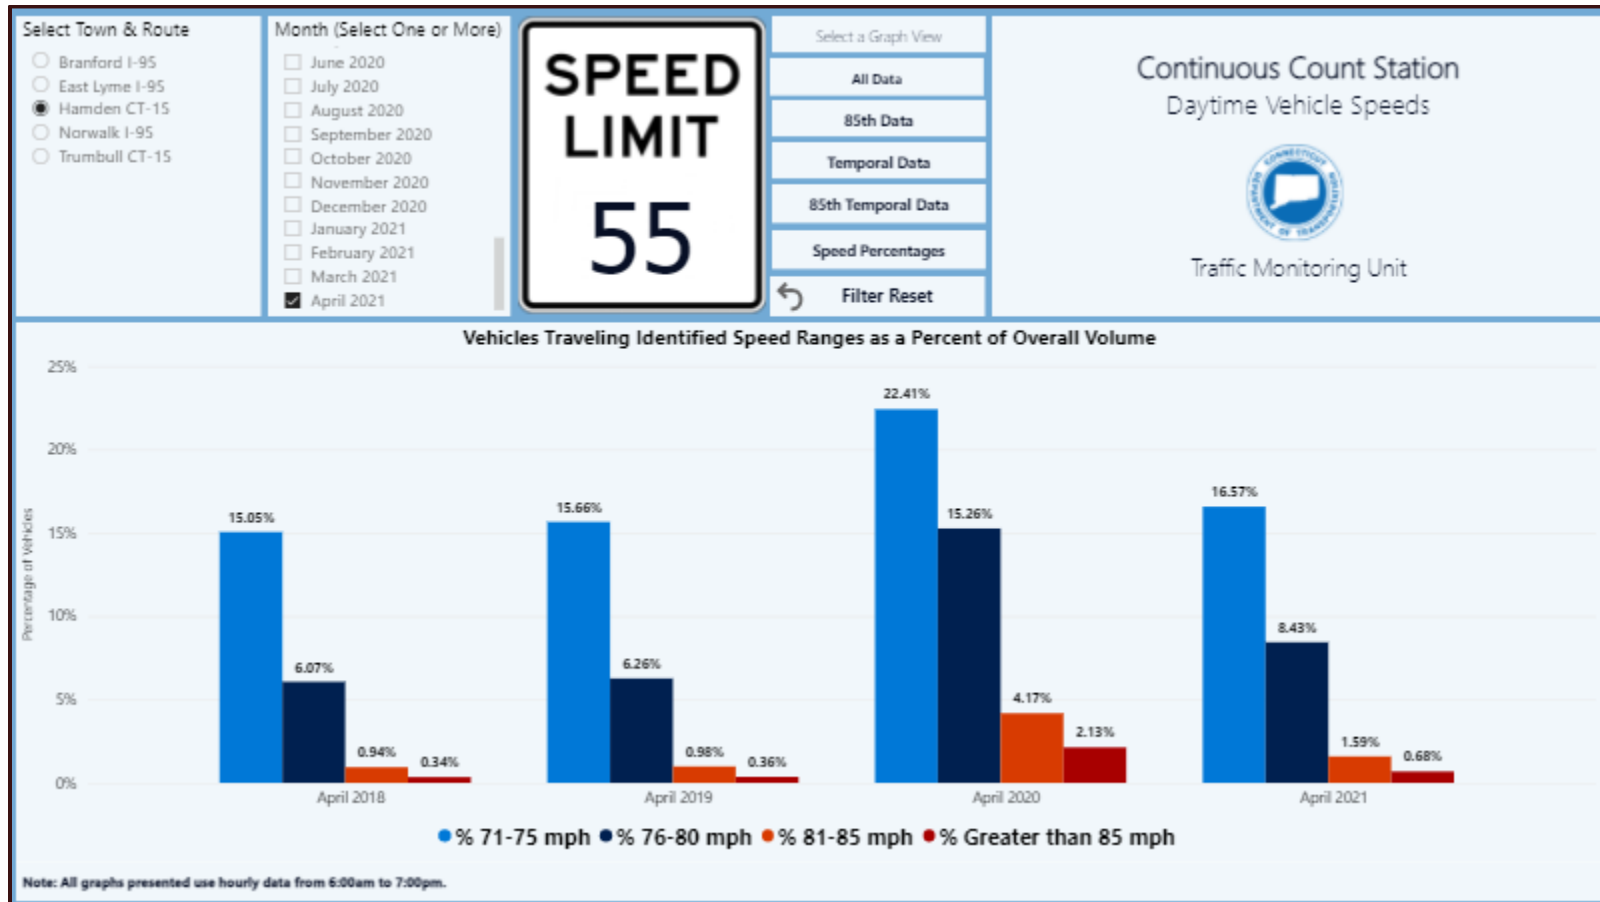 Select Town & Route
Branford I-95
East Lyme I-95
Hamden CT-15
Norwalk I-95
Trumbull CT-15
Month (Select One or More)
June 2020
July 2020
August 2020
September 2020
October 2020
November 2020
December 2020
January 2021
February 2021
March 2021
April 2021
SPEED
LIMIT
55
Select a Graph View
All Data
85th Data
Temporal Data
85th Temporal Data
Speed Percentages
Filter Reset
Continuous Count Station
Daytime Vehicle Speeds
CONNECTICUT
DEPARTMENT OF TRANSPORTATION
Traffic Monitoring Unit
Vehicles Traveling Identified Speed Ranges as a Percent of Overall Volume
Percentage of Vehicles
25%
20%
15%
10%
5%
0%
15.05%
6.07%
0.94%
0.34%
15.66%
6.26%
0.98%
0.36%
22.41%
15.26%
4.17%
2.13%
16.57%
8.43%
1.59%
0.68%
April 2018
April 2019
April 2020
April 2021
% 71-75 mph
% 76-80 mph
% 81-85 mph
% Greater than 85 mph
Note: All graphs presented use hourly data from 6:00am to 7:00pm.